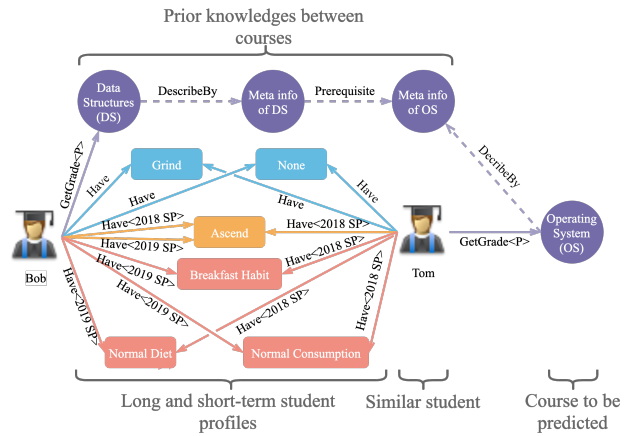 Prior knowledges between
courses
Data
Structures
(DS)
DescribeBy
Meta info
of DS
Prerequisite
Meta info
of OS
GetGrade<P>
Have
Grind
None
Have
Have
Have
DecribeBy
Have<2018 SP>
Have<2019 SP>
Ascend
Have<2018 SP>
Bob
Tom
GetGrade<P>
Operating
System
(OS)
Have<2019 SP>
Breakfast Habit
Have<2018 SP>
Have<2019 SP>
Have<2019 SP>
Have<2018 SP>
Have<2018 SP>
Normal Diet
Normal Consumption
Long and short-term student
profiles
Similar student
Course to be
predicted